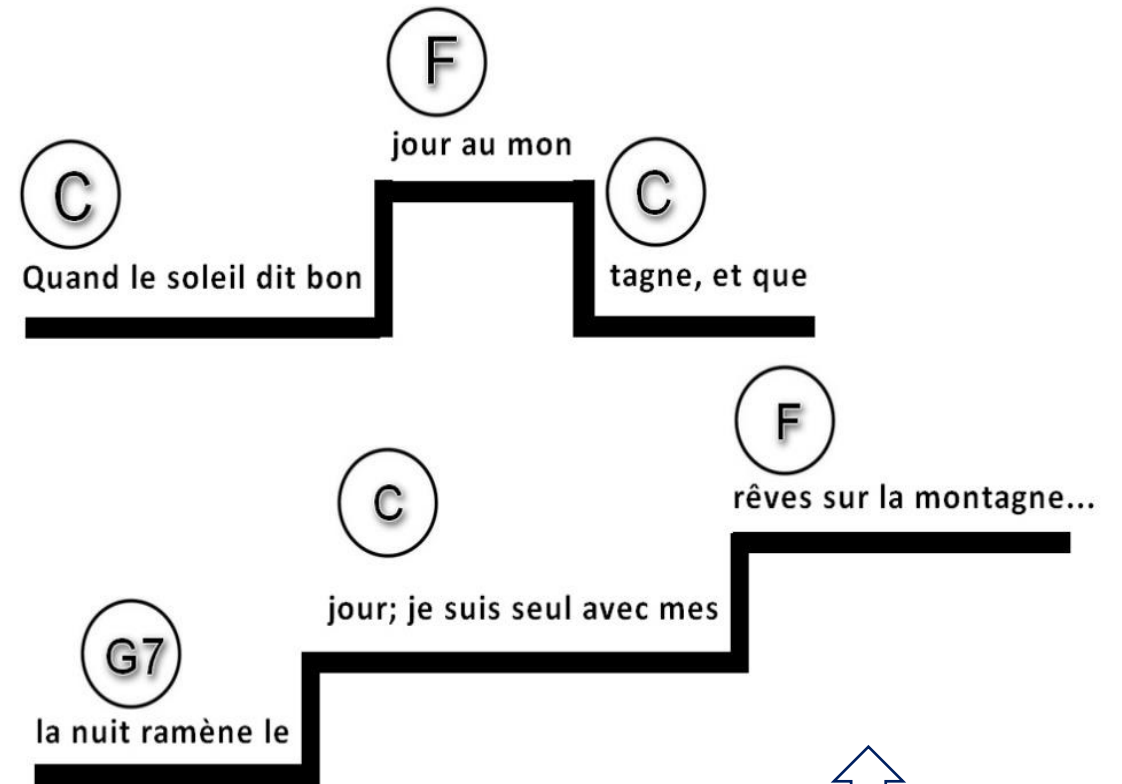 F
jour au mon
C
C
Quand le soleil dit bon
tagne, et que
F
rêves sur la montagne...
C
jour; je suis seul avec mes
G7
la nuit ramène le